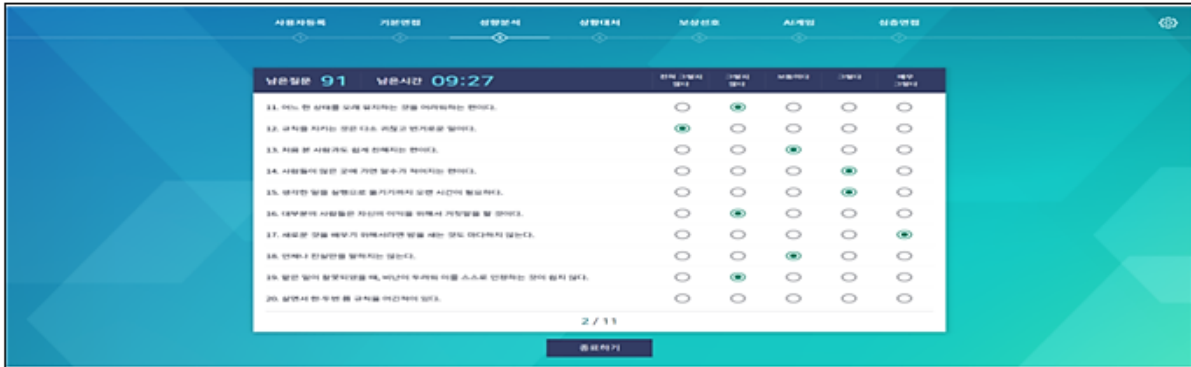 사용자등록 기본면접 성향분석 상황대처 보상선호 AI게임 심층면접
남은질문 91 남은시간 09:27 전혀 그렇지 않다 그렇지 않다 보통이다 그렇다 매우 그렇다
11. 어느 한 상태를 오래 유지하는 것을 어려워하는 편이다.
12. 규칙을 지키는 것은 다소 귀찮고 번거로운 일이다.
13. 처음 본 사람과도 쉽게 친해지는 편이다.
14. 사람들이 많은 곳에 가면 말수가 적어지는 편이다.
15. 생각한 일을 실행으로 옮기기까지 오랜 시간이 필요하다.
16. 대부분의 사람들은 자신의 이익을 위해서 거짓말을 할 것이다.
17. 새로운 것을 배우기 위해서라면 밤을 새는 것도 마다하지 않는다.
18. 언제나 진실만을 말하지는 않는다.
19. 맡은 일이 잘못되었을 때, 비난이 두려워 이를 스스로 인정하는 것이 쉽지 않다.
20. 살면서 한 두번 쯤 규칙을 어긴적이 있다.
2 / 11
종료하기